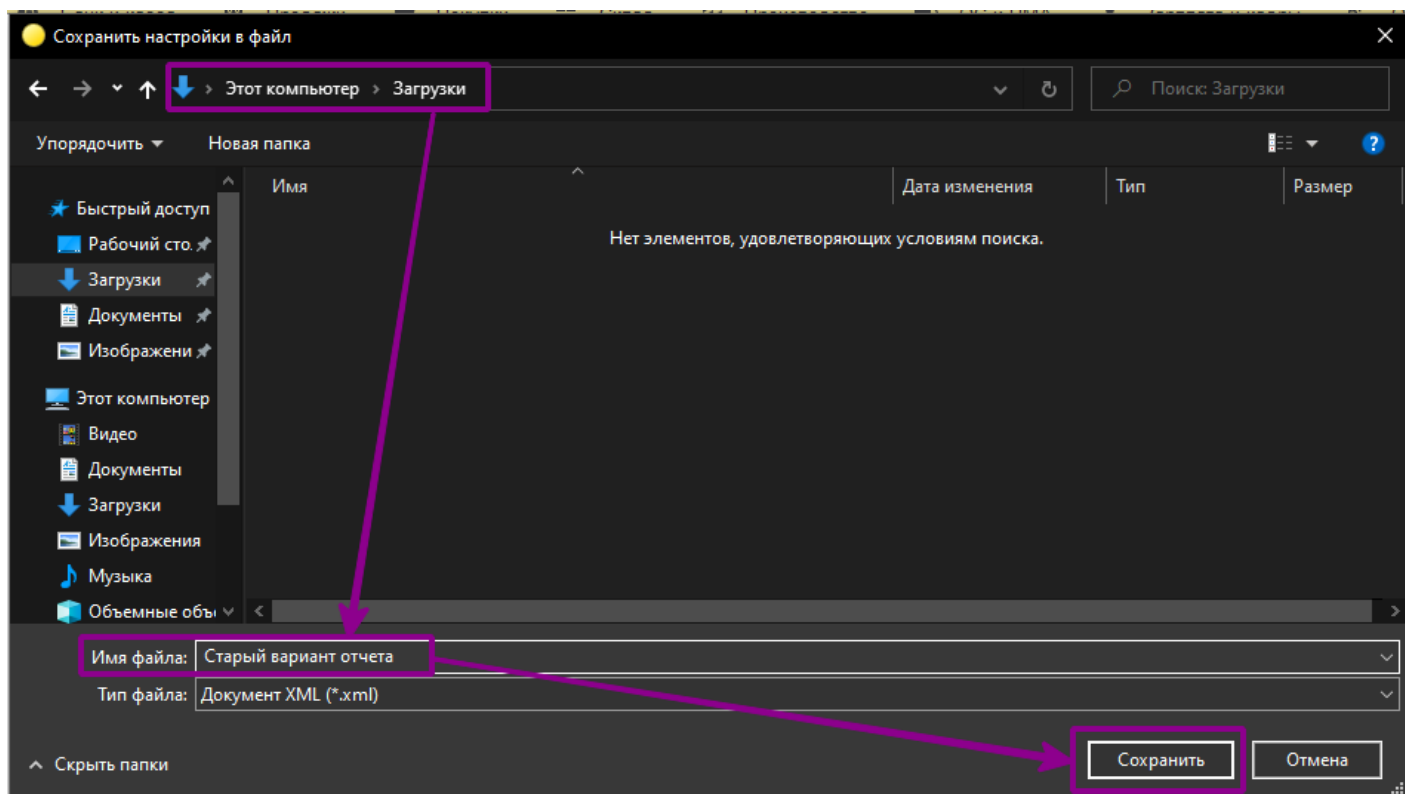 Сохранить настройки в файл
Этот компьютер > Загрузки
Поиск: Загрузки
Упорядочить
Новая папка
Имя
Дата изменения
Тип
Размер
Нет элементов, удовлетворяющих условиям поиска.
Быстрый доступ
Рабочий сто.
Загрузки
Документы
Изображени
Этот компьютер
Видео
Документы
Загрузки
Изображения
Музыка
Объемные объ
Имя файла: Старый вариант отчета
Тип файла: Документ XML (*.xml)
Скрыть папки
Сохранить
Отмена